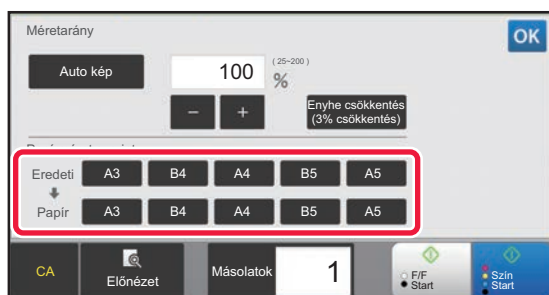 Méretarány
OK
Auto kép
100
(25~200)
%
−
+
Enyhe csökkentés
(3% csökkentés)
Eredeti A3 B4 A4 B5 A5
Papír A3 B4 A4 B5 A5
CA
Előnézet
Másolatok
1
F/F
Start
Szín
Start